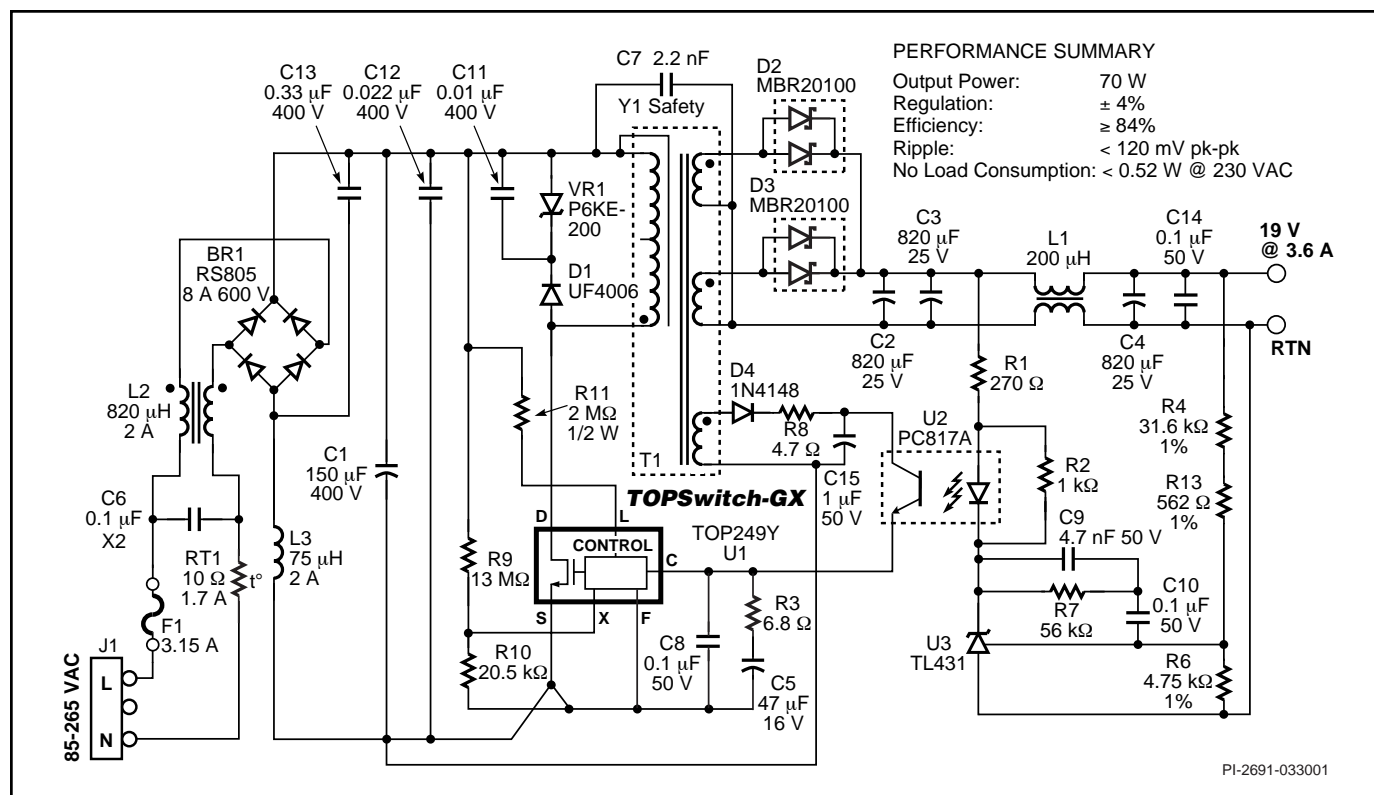 PERFORMANCE SUMMARY
Output Power: 70 W
Regulation: ± 4%
Efficiency: ≥ 84%
Ripple: < 120 mV pk-pk
No Load Consumption: < 0.52 W @ 230 VAC
C13
0.33 µF
400 V
C12
0.022 µF
400 V
C11
0.01 µF
400 V
C7 2.2 nF
Y1 Safety
D2
MBR20100
VR1
P6KE-
200
D3
MBR20100
C3
820 µF
25 V
L1
200 µH
C14
0.1 µF
50 V
19 V
@ 3.6 A
BR1
RS805
8 A 600 V
D1
UF4006
C2
820 µF
25 V
C4
820 µF
25 V
RTN
L2
820 µH
2 A
R11
2 MΩ
1/2 W
D4
1N4148
R8
4.7 Ω
R1
270 Ω
R4
31.6 kΩ
1%
C1
150 µF
400 V
T1
TOPSwitch-GX
C15
1 µF
50 V
U2
PC817A
R2
1 kΩ
R13
562 Ω
1%
C6
0.1 µF
X2
L3
75 µH
2 A
RT1
10 Ω
1.7 A
t°
D
L
CONTROL
C
S
X
F
TOP249Y
U1
R9
13 MΩ
C9
4.7 nF 50 V
R3
6.8 Ω
R7
56 kΩ
C10
0.1 µF
50 V
F1
3.15 A
J1
L
N
85-265 VAC
R10
20.5 kΩ
C8
0.1 µF
50 V
C5
47 µF
16 V
U3
TL431
R6
4.75 kΩ
1%
PI-2691-033001